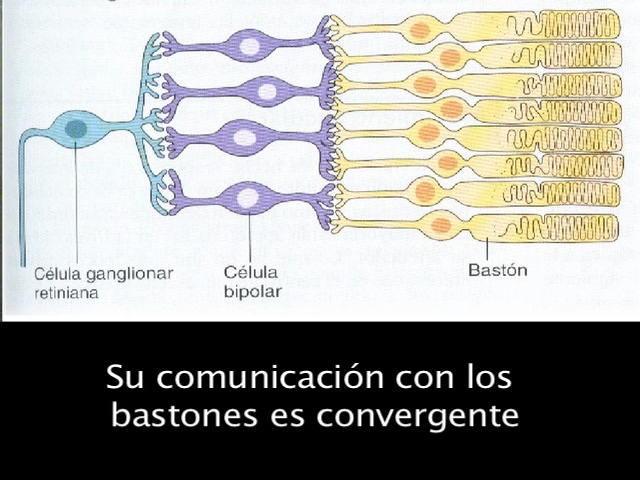 Célula ganglionar
retiniana
Célula
bipolar
Bastón
Su comunicación con los
bastones es convergente